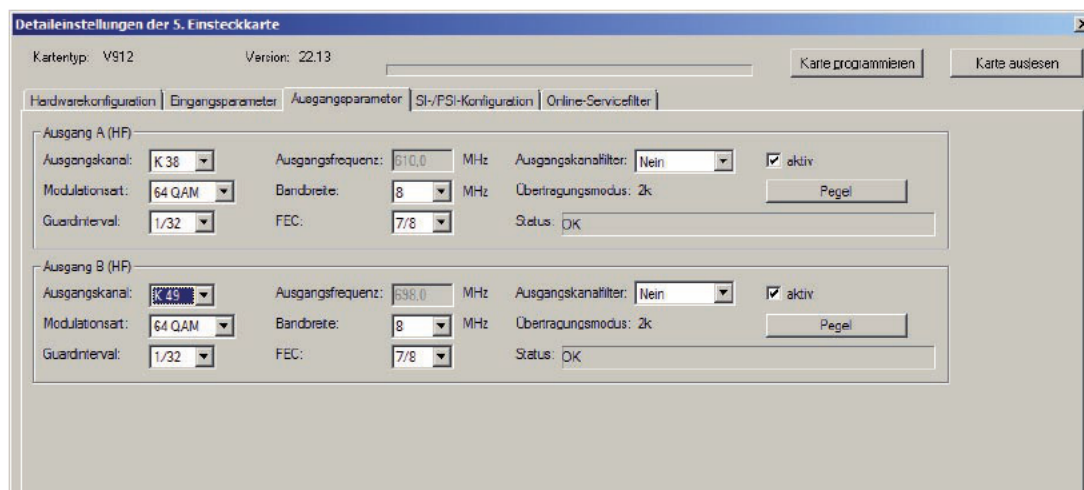 Detaileinstellungen der 5. Einsteckkarte
Kartentyp: V912 Version: 22.13 Karte programmieren Karte auslesen
Hardwarekonfiguration Eingangsparameter Ausgangsparameter SI-/PSI-Konfiguration Online-Servicefilter
Ausgang A (HF)
Ausgangskanal: K 38 Ausgangsfrequenz: 610,0 MHz Ausgangskanalfilter: Nein aktiv
Modulationsart: 64 QAM Bandbreite: 8 MHz Übertragungsmodus: 2k Pegel
Guardinterval: 1/32 FEC: 7/8 Status: OK
Ausgang B (HF)
Ausgangskanal: K 49 Ausgangsfrequenz: 698,0 MHz Ausgangskanalfilter: Nein aktiv
Modulationsart: 64 QAM Bandbreite: 8 MHz Übertragungsmodus: 2k Pegel
Guardinterval: 1/32 FEC: 7/8 Status: OK